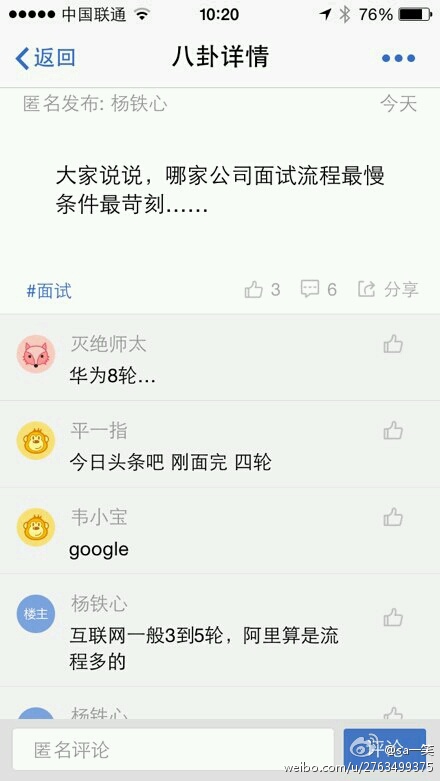 中国联通
10:20
76%
返回
八卦详情
匿名发布: 杨铁心
今天
大家说说，哪家公司面试流程最慢
条件最苛刻……
#面试
3
6
分享
灭绝师太
华为8轮...
平一指
今日头条吧 刚面完 四轮
韦小宝
google
楼主
杨铁心
互联网一般3到5轮，阿里算是流
程多的
杨铁心
匿名评论
评论
@sa一笑
weibo.com/u/2763499375